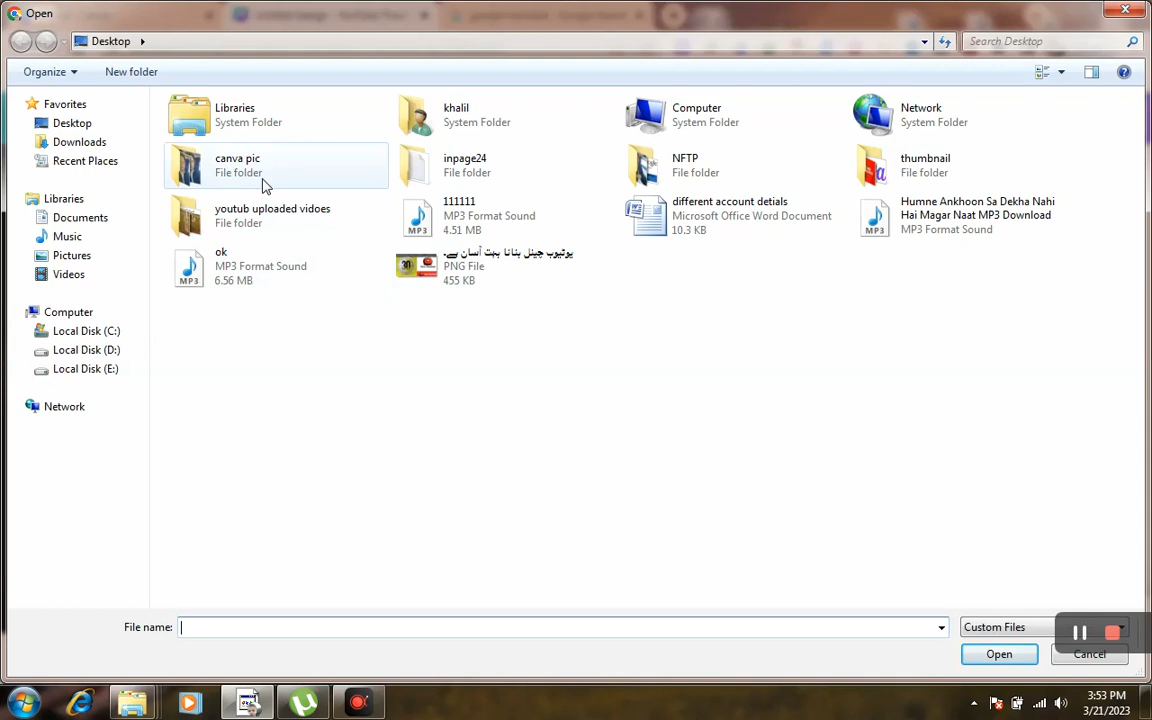 Open
Desktop
Search Desktop
Organize
New folder
Favorites
Desktop
Downloads
Recent Places
Libraries
Documents
Music
Pictures
Videos
Computer
Local Disk (C:)
Local Disk (D:)
Local Disk (E:)
Network
Libraries
System Folder
khalil
System Folder
Computer
System Folder
Network
System Folder
canva pic
File folder
inpage24
File folder
NFTP
File folder
thumbnail
File folder
youtub uploaded vidoes
File folder
111111
MP3 Format Sound
4.51 MB
different account detials
Microsoft Office Word Document
10.3 KB
Humne Ankhoon Sa Dekha Nahi
Hai Magar Naat MP3 Download
MP3 Format Sound
ok
MP3 Format Sound
6.56 MB
یوٹیوب چینل بنانا بہت آسان ہے۔
PNG File
455 KB
File name:
Custom Files
Open
Cancel
3:53 PM
3/21/2023